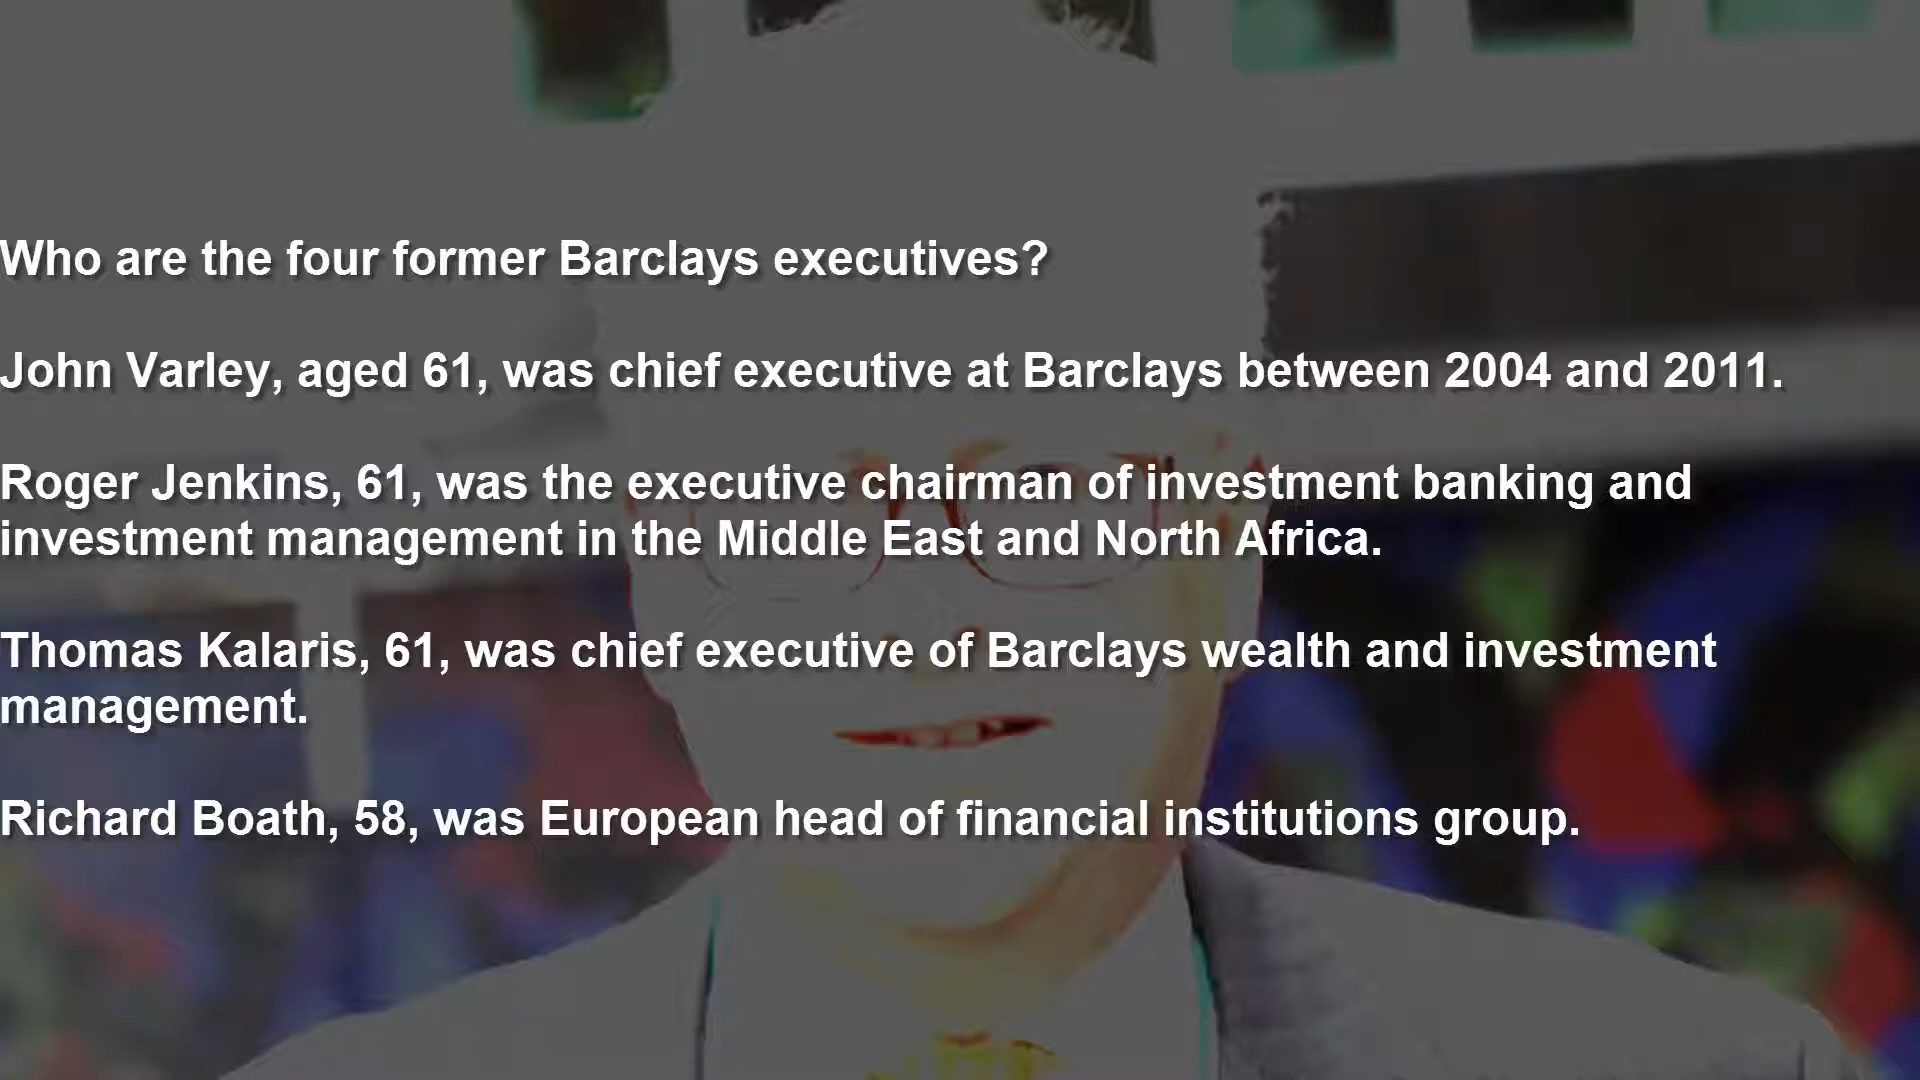 Who are the four former Barclays executives?
John Varley, aged 61, was chief executive at Barclays between 2004 and 2011.
Roger Jenkins, 61, was the executive chairman of investment banking and
investment management in the Middle East and North Africa.
Thomas Kalaris, 61, was chief executive of Barclays wealth and investment
management.
Richard Boath, 58, was European head of financial institutions group.